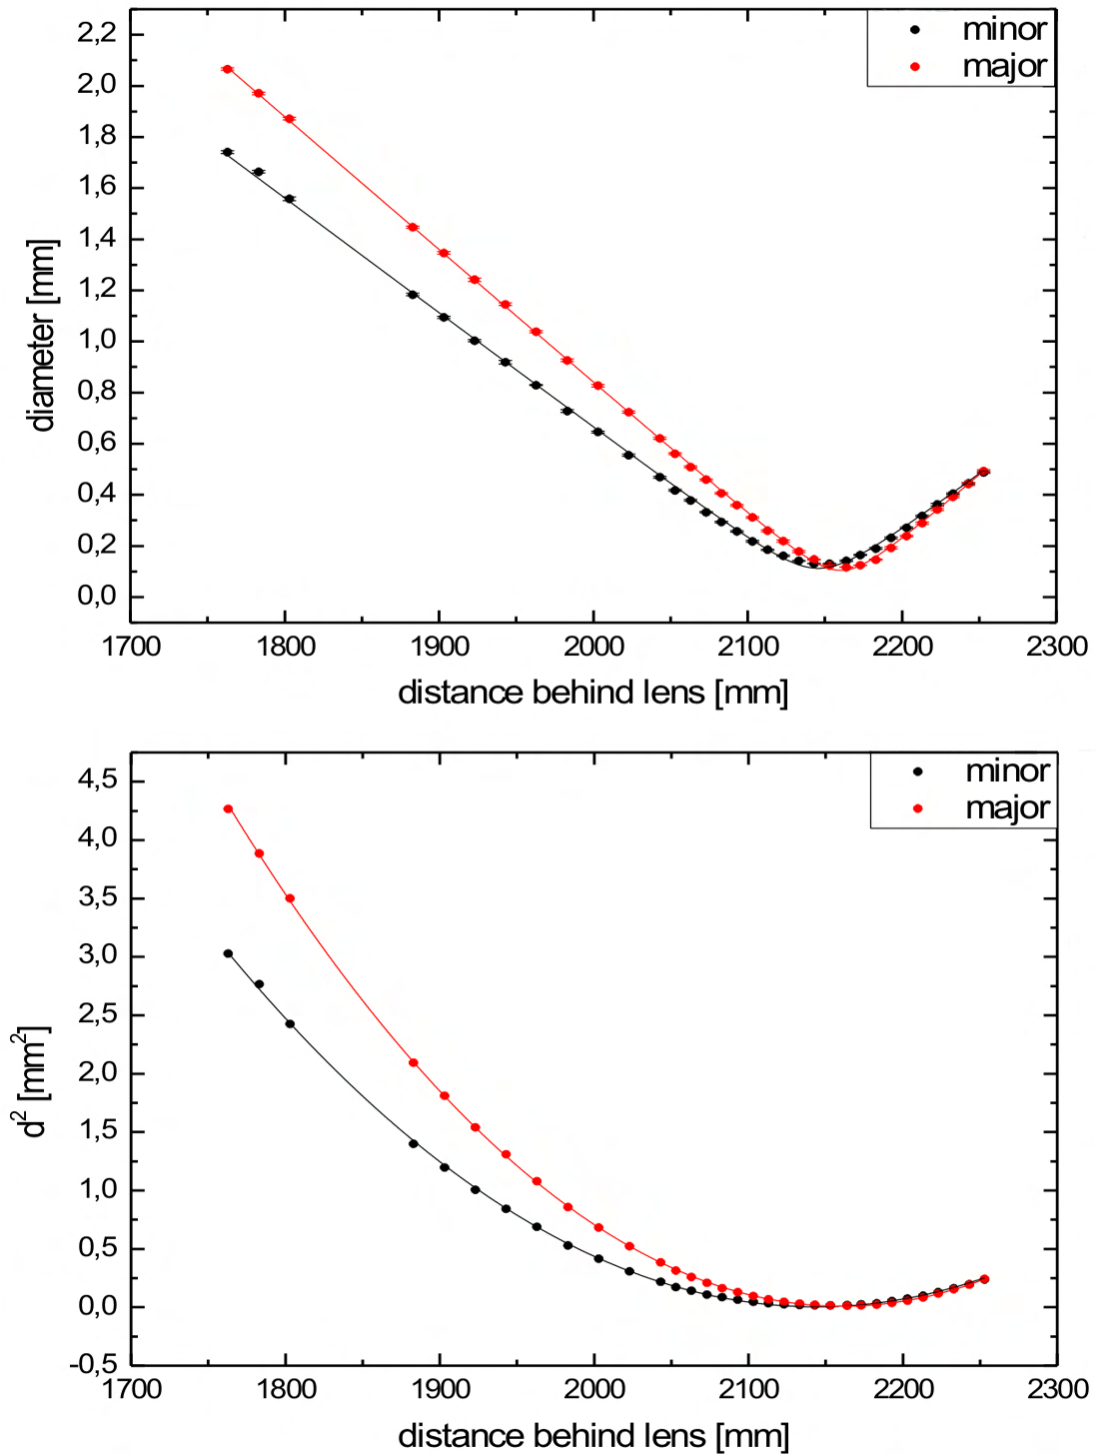 minor
major
2,2
2,0
1,8
1,6
1,4
1,2
1,0
0,8
0,6
0,4
0,2
0,0
diameter [mm]
1700 1800 1900 2000 2100 2200 2300
distance behind lens [mm]
minor
major
4,5
4,0
3,5
3,0
2,5
2,0
1,5
1,0
0,5
0,0
-0,5
d² [mm²]
1700 1800 1900 2000 2100 2200 2300
distance behind lens [mm]